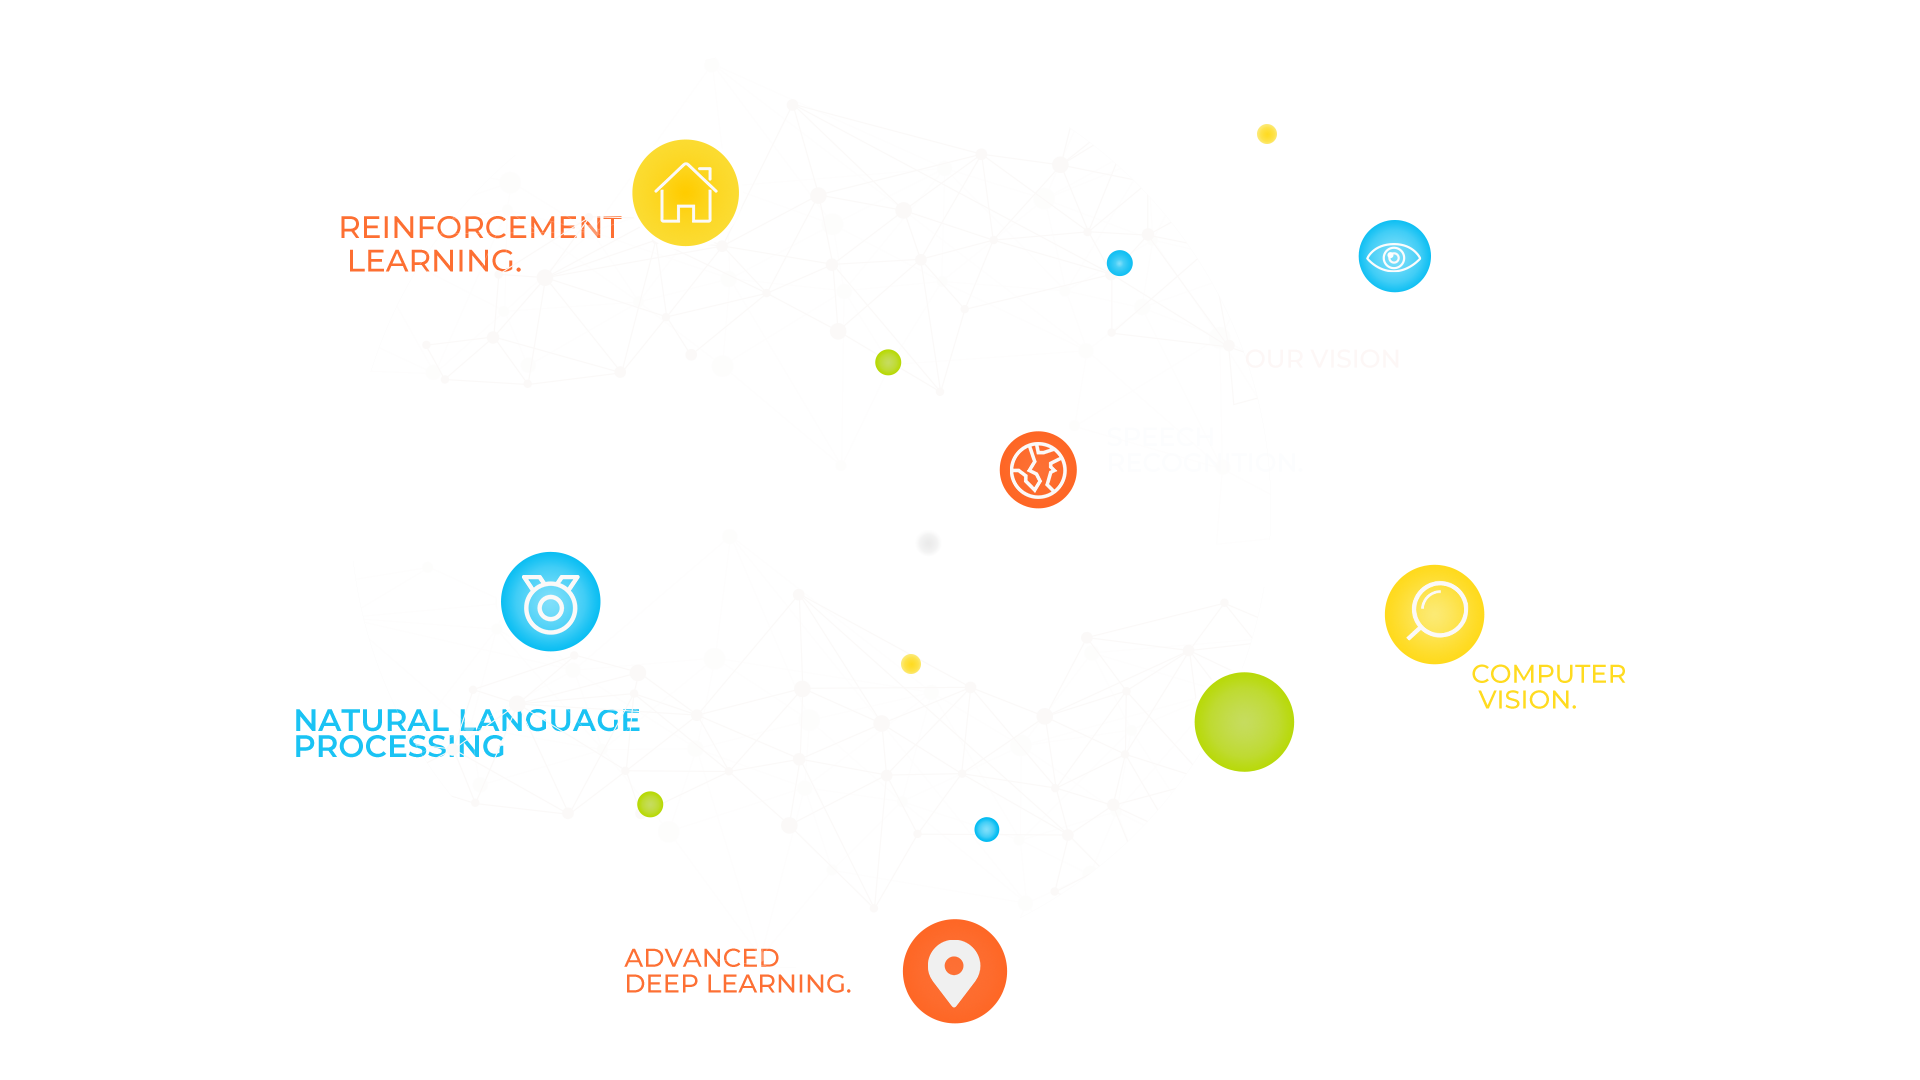 REINFORCEMENT
LEARNING.
OUR VISION
SPEECH
RECOGNITION
NATURAL LANGUAGE
PROCESSING
COMPUTER
VISION.
ADVANCED
DEEP LEARNING.